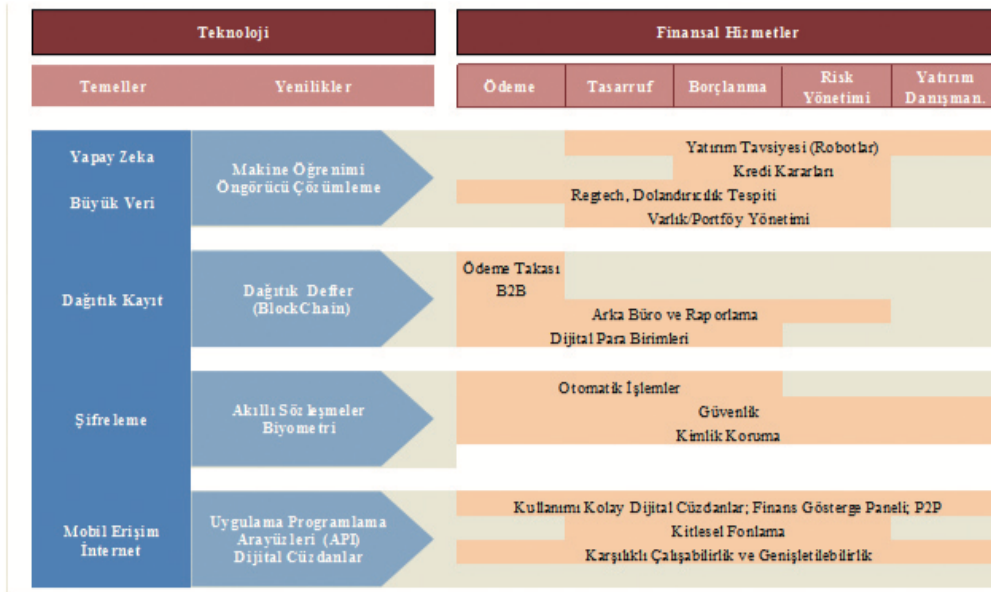 Teknoloji
Finansal Hizmetler
Temeller
Yenilikler
Ödeme
Tasarruf
Borçlanma
Risk
Yönetimi
Yatırım
Danışman.
Yapay Zeka
Büyük Veri
Makine Öğrenimi
Öngörücü Çözümleme
Yatırım Tavsiyesi (Robotlar)
Kredi Kararları
Regtech, Dolandırıcılık Tespiti
Varlık/Portföy Yönetimi
Dağıtık Kayıt
Dağıtık Defter
(BlockChain)
Ödeme Takası
B2B
Arka Büro ve Raporlama
Dijital Para Birimleri
Şifreleme
Akıllı Sözleşmeler
Biyometri
Otomatik İşlemler
Güvenlik
Kimlik Koruma
Mobil Erişim
İnternet
Uygulama Programlama
Arayüzleri (API)
Dijital Cüzdanlar
Kullanımı Kolay Dijital Cüzdanlar; Finans Gösterge Paneli; P2P
Kitlesel Fonlama
Karşılıklı Çalışabilirlik ve Genişletilebilirlik